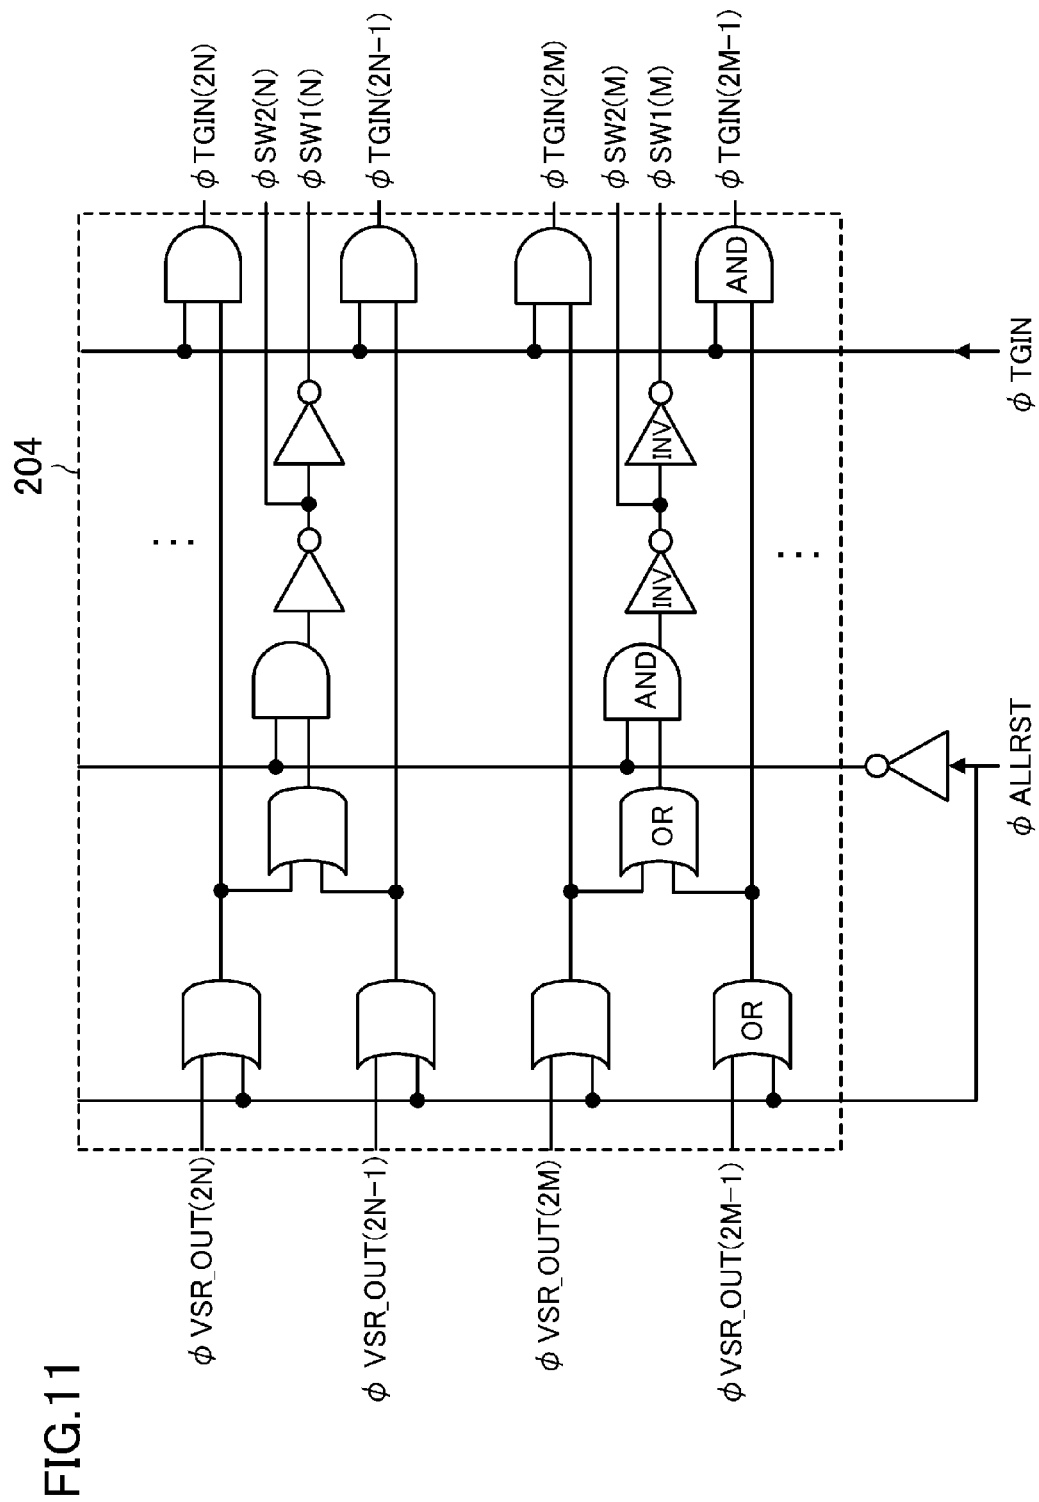 FIG.11
204
φ VSR_OUT(2N)
φ VSR_OUT(2N-1)
φ VSR_OUT(2M)
φ VSR_OUT(2M-1)
OR
OR
AND
INV
INV
AND
...
...
φ TGIN(2N)
φ SW2(N)
φ SW1(N)
φ TGIN(2N-1)
φ TGIN(2M)
φ SW2(M)
φ SW1(M)
φ TGIN(2M-1)
φ ALLRST
φ TGIN